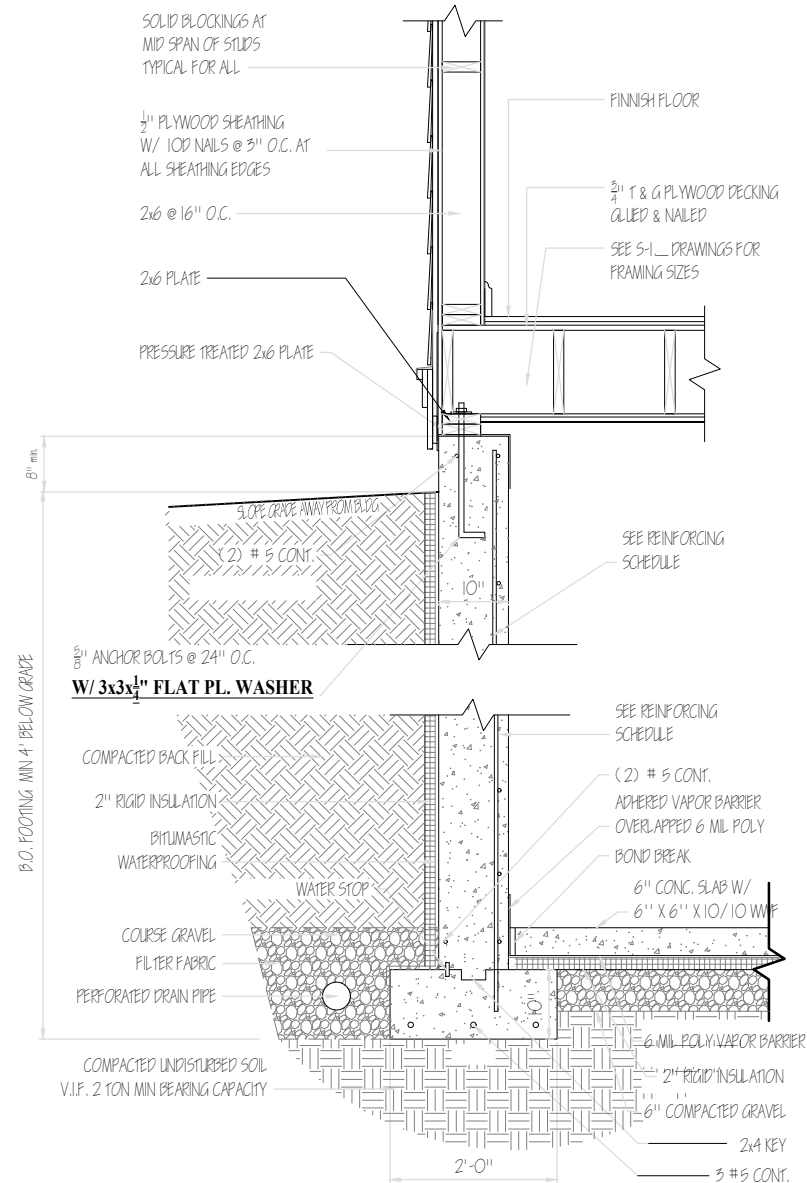 SOLID BLOCKINGS AT
MID SPAN OF STUDS
TYPICAL FOR ALL
1/2" PLYWOOD SHEATHING
W/ 10D NAILS @ 3" O.C. AT
ALL SHEATHING EDGES
2x6 @ 16" O.C.
2x6 PLATE
PRESSURE TREATED 2x6 PLATE
FINNISH FLOOR
3/4" T & G PLYWOOD DECKING
GLUED & NAILED
SEE S-1__ DRAWINGS FOR
FRAMING SIZES
8" min.
SLOPE GRADE AWAY FROM BLDG
(2) # 5 CONT.
10"
SEE REINFORCING
SCHEDULE
5/8" ANCHOR BOLTS @ 24" O.C.
W/ 3x3x1/4" FLAT PL. WASHER
B.O. FOOTING MIN 4' BELOW GRADE
COMPACTED BACK FILL
2" RIGID INSULATION
BITUMASTIC
WATERPROOFING
WATER STOP
COURSE GRAVEL
FILTER FABRIC
PERFORATED DRAIN PIPE
COMPACTED UNDISTURBED SOIL
V.I.F. 2 TON MIN BEARING CAPACITY
SEE REINFORCING
SCHEDULE
(2) # 5 CONT.
ADHERED VAPOR BARRIER
OVERLAPPED 6 MIL POLY
BOND BREAK
6" CONC. SLAB W/
6" X 6" X 10/10 WWF
10"
6 MIL POLY VAPOR BARRIER
2" RIGID INSULATION
6" COMPACTED GRAVEL
2x4 KEY
3 #5 CONT.
2'-0"